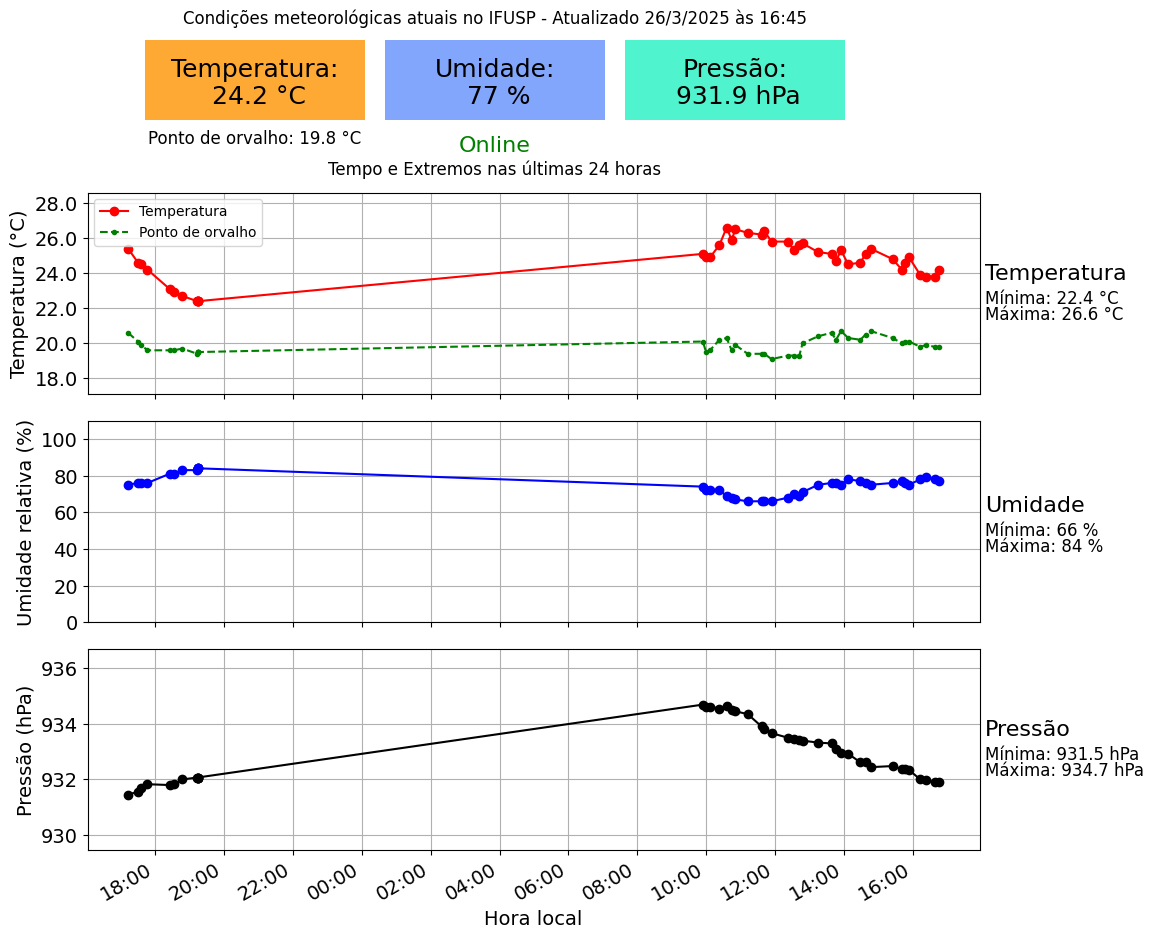 Condições meteorológicas atuais no IFUSP - Atualizado 26/3/2025 às 16:45
Temperatura:
24.2 °C
Umidade:
77 %
Pressão:
931.9 hPa
Ponto de orvalho: 19.8 °C
Online
Tempo e Extremos nas últimas 24 horas
Temperatura (°C)
28.0
26.0
24.0
22.0
20.0
18.0
Temperatura
Ponto de orvalho
Temperatura
Mínima: 22.4 °C
Máxima: 26.6 °C
Umidade relativa (%)
100
80
60
40
20
0
Umidade
Mínima: 66 %
Máxima: 84 %
Pressão (hPa)
936
934
932
930
Pressão
Mínima: 931.5 hPa
Máxima: 934.7 hPa
18:00 20:00 22:00 00:00 02:00 04:00 06:00 08:00 10:00 12:00 14:00 16:00
Hora local